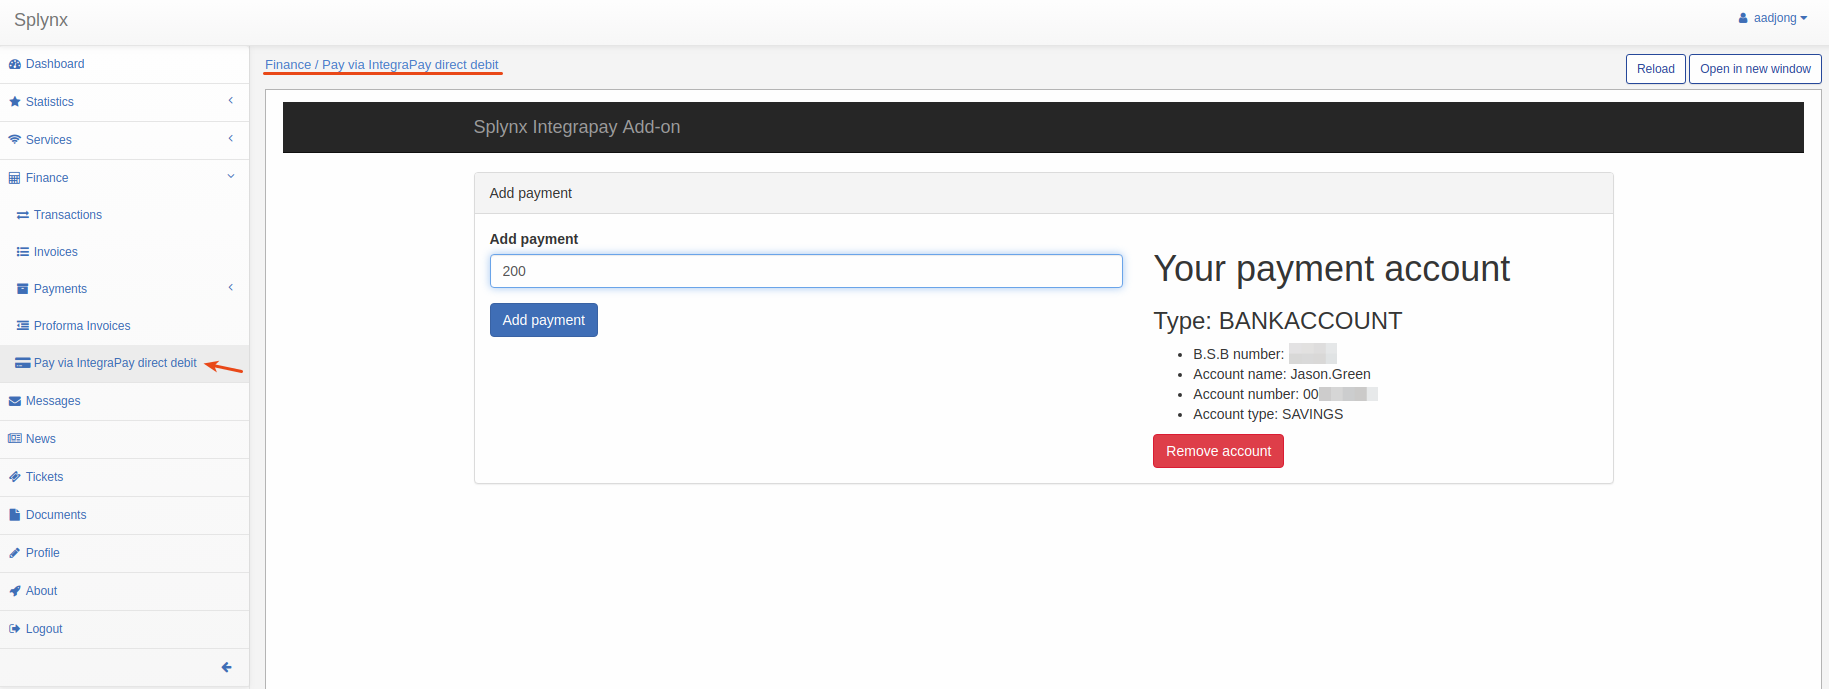 Splynx
aadjong
Dashboard
Statistics
Services
Finance
Transactions
Invoices
Payments
Proforma Invoices
Pay via IntegraPay direct debit
Messages
News
Tickets
Documents
Profile
About
Logout
Finance / Pay via IntegraPay direct debit
Reload
Open in new window
Splynx Integrapay Add-on
Add payment
Add payment
200
Add payment
Your payment account
Type: BANKACCOUNT
B.S.B number:
Account name: Jason.Green
Account number: 00
Account type: SAVINGS
Remove account